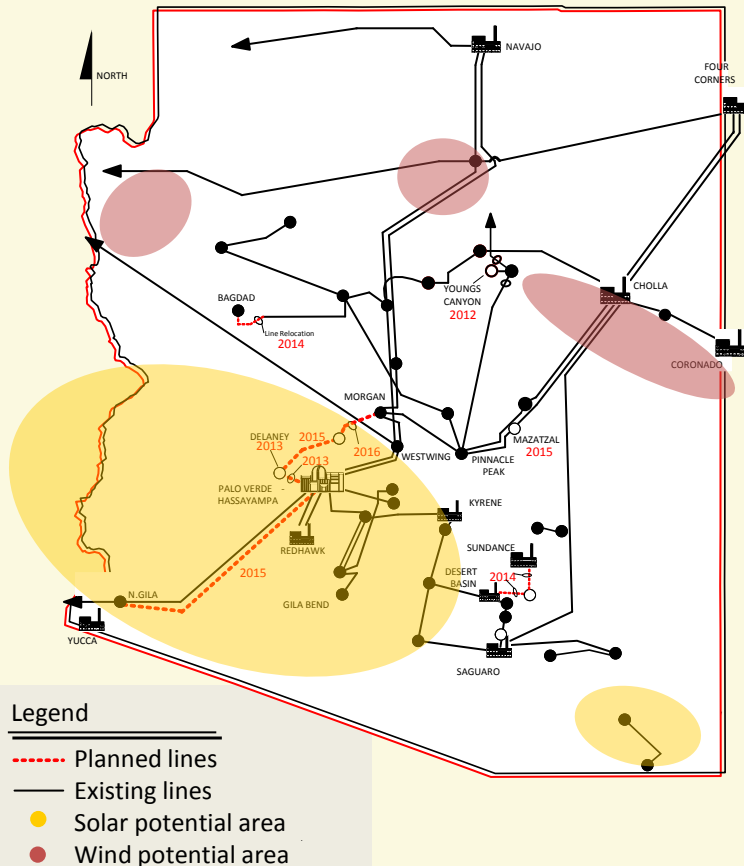 NAVAJO
NORTH
FOUR
CORNERS
BAGDAD
Line Relocation
2014
YOUNGS
CANYON
2012
CHOLLA
CORONADO
MORGAN
DELANEY
2015
2013
2013
2016
WESTWING
PINNACLE
PEAK
MAZATZAL
2015
PALO VERDE -
HASSAYAMPA
KYRENE
REDHAWK
SUNDANCE
DESERT
BASIN
2014
2015
N.GILA
GILA BEND
YUCCA
SAGUARO
Legend
Planned lines
Existing lines
Solar potential area
Wind potential area